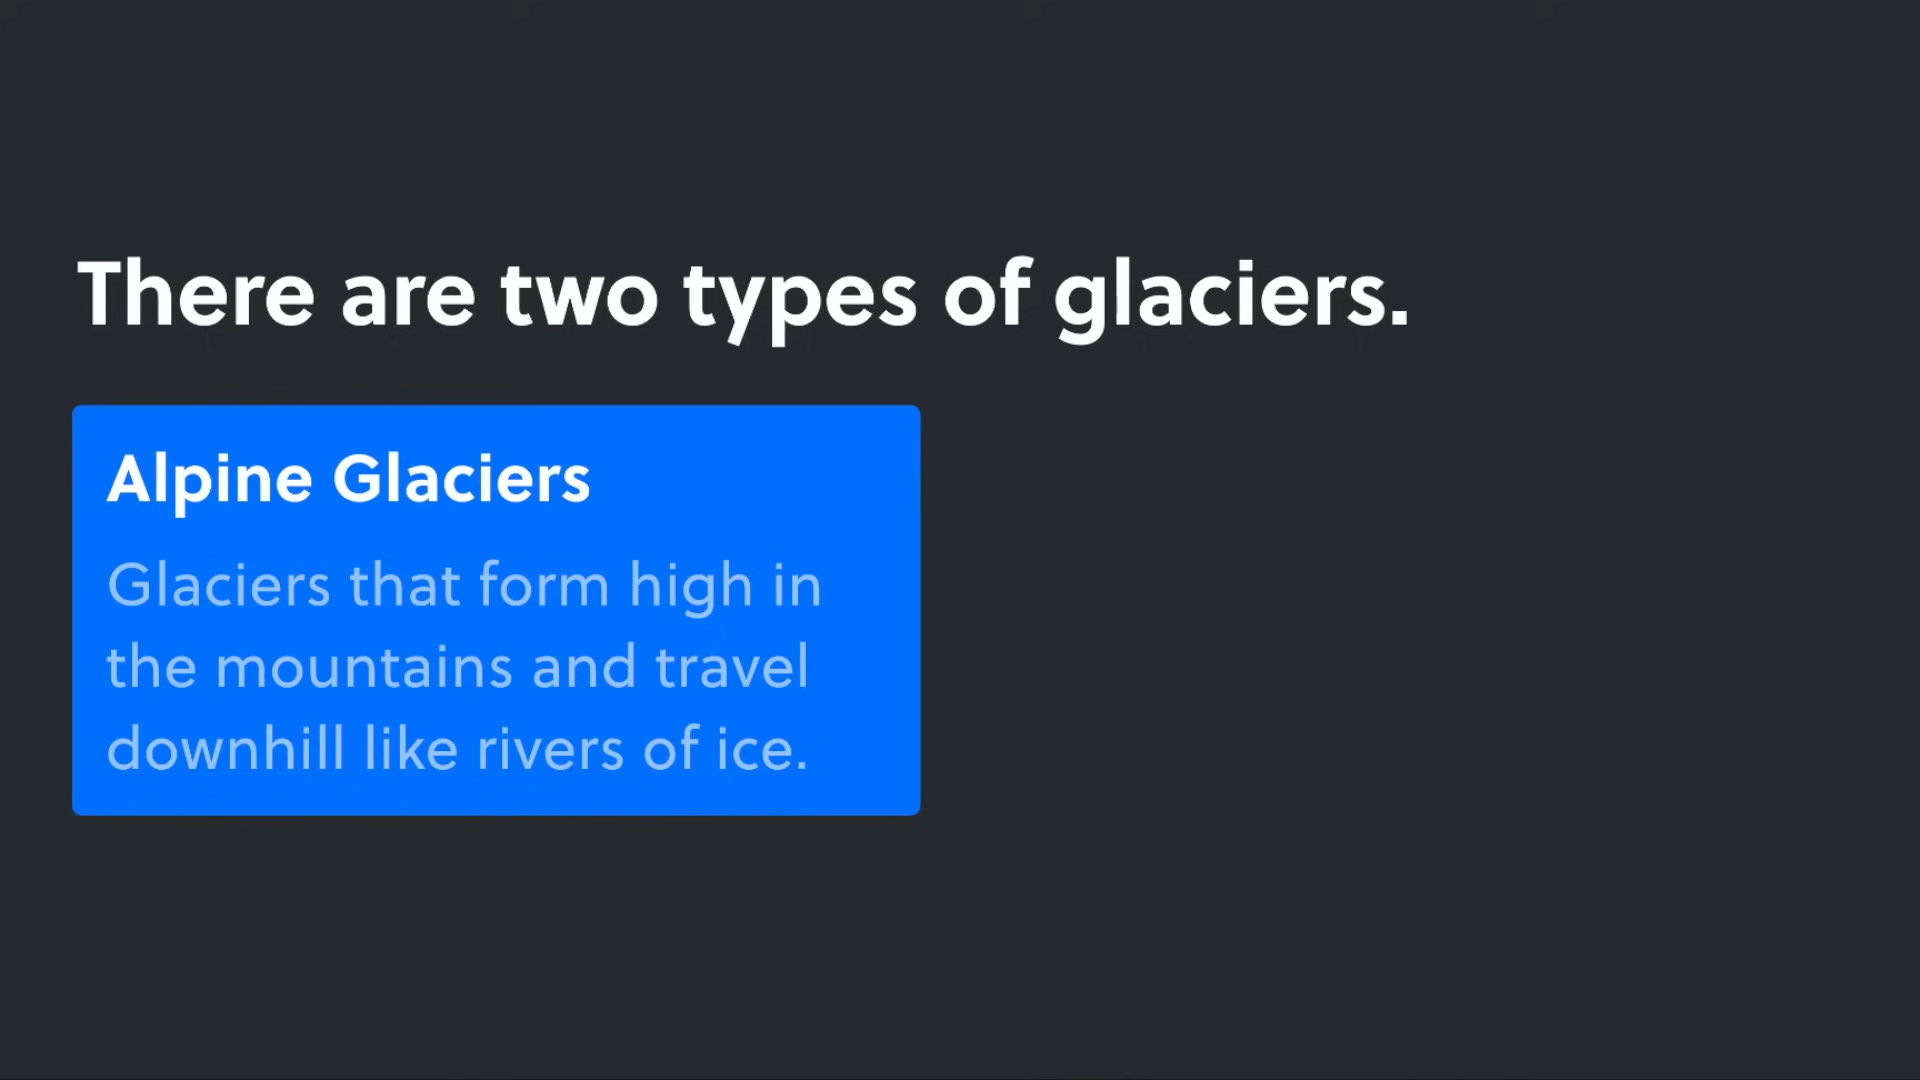 There are two types of glaciers.
Alpine Glaciers
Glaciers that form high in
the mountains and travel
downhill like rivers of ice.